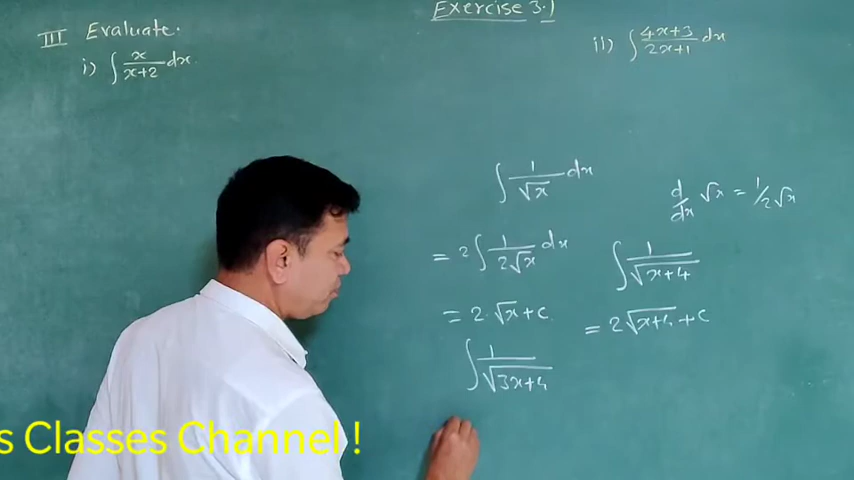 Exercise 3.1
III Evaluate.
i) ∫ x/(x+2) dx.
ii) ∫ (4x+3)/(2x+1) dx
∫ 1/√x dx
d/dx √x = 1/2√x
= 2∫ 1/(2√x) dx
∫ 1/√(x+4)
= 2·√x + c.
= 2√(x+4) + c
∫ 1/√(3x+4)
s Classes Channel !